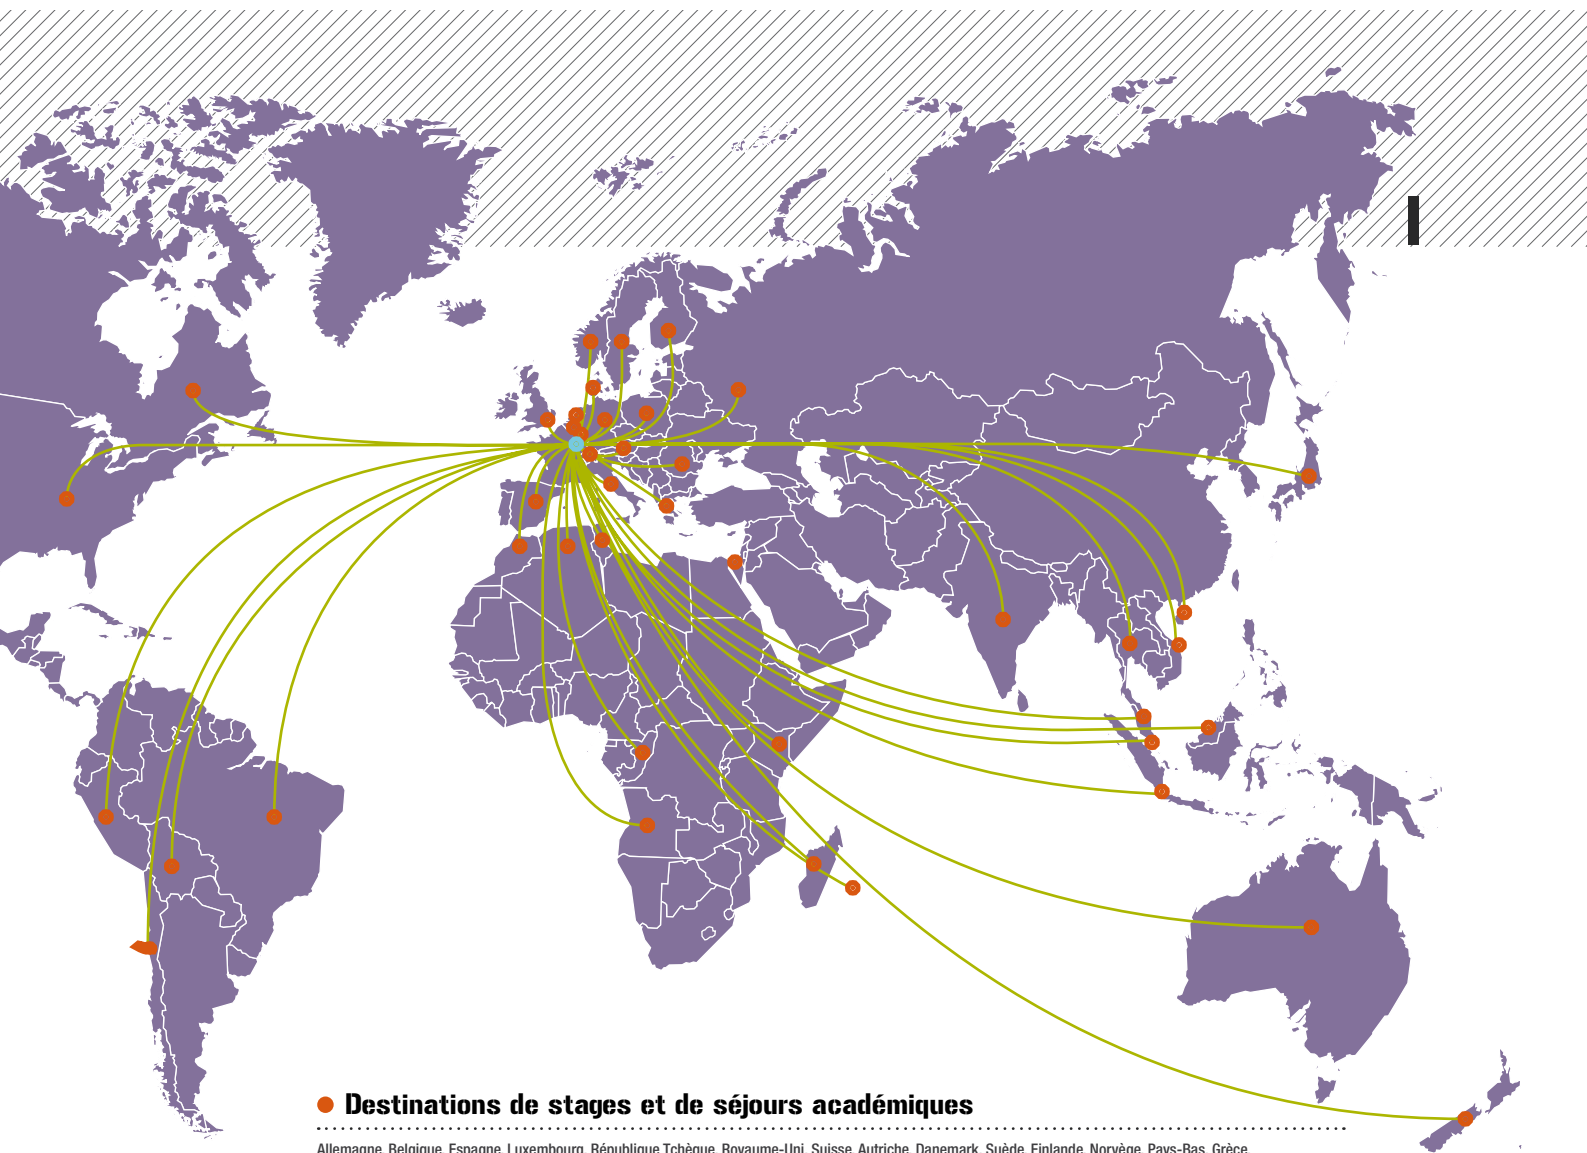 Destinations de stages et de séjours académiques
Allemagne, Belgique, Espagne, Luxembourg, République Tchèque, Royaume-Uni, Suisse, Autriche, Danemark, Suède, Finlande, Norvège, Pays-Bas, Grèce,